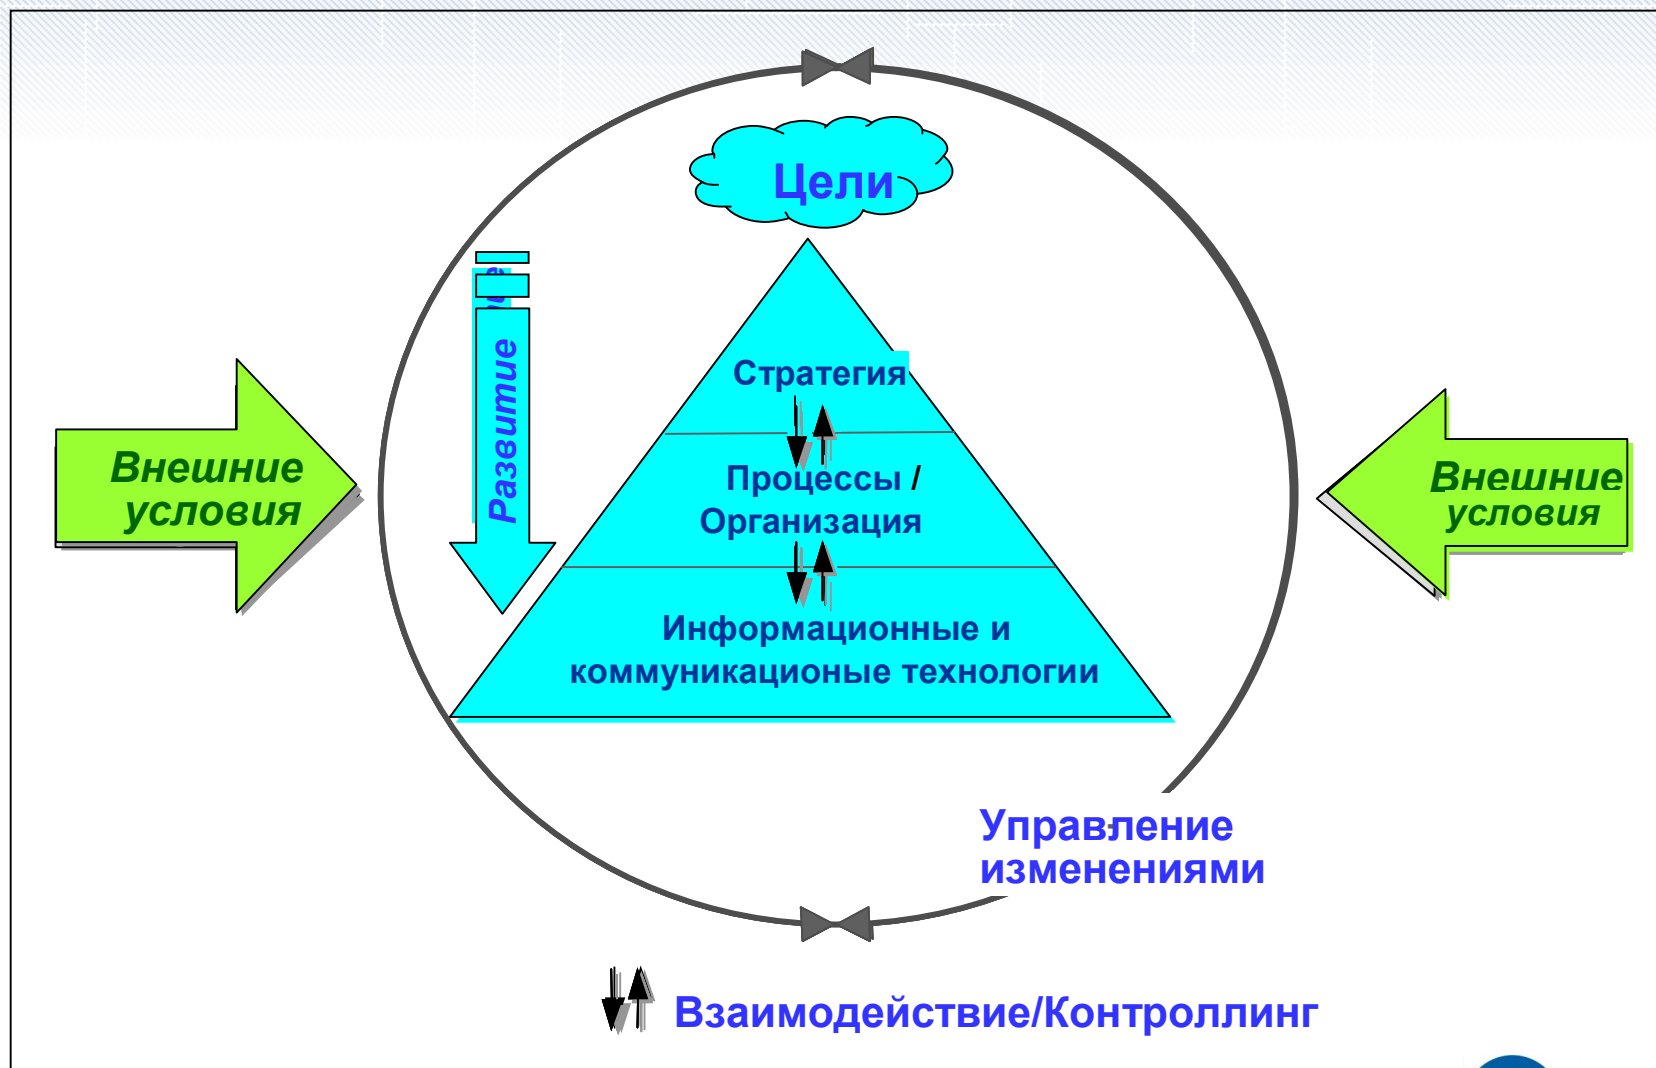 Цели
Развитие
Стратегия
Внешние
условия
Процессы /
Организация
Внешние
условия
Информационные и
коммуникационые технологии
Управление
изменениями
Взаимодействие/Контроллинг